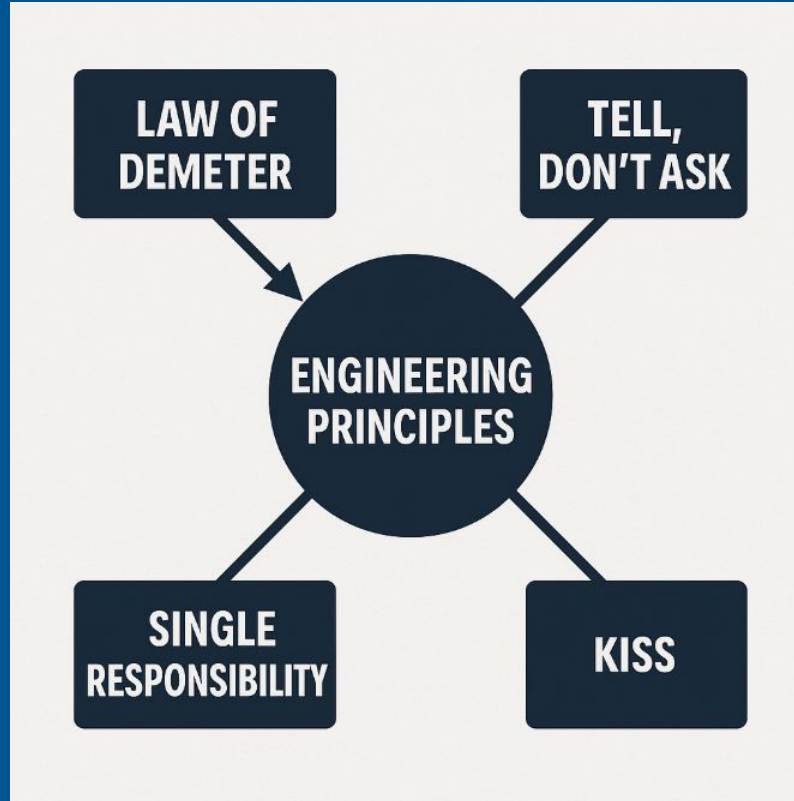 LAW OF
DEMETER
TELL,
DON'T ASK
ENGINEERING
PRINCIPLES
SINGLE
RESPONSIBILITY
KISS